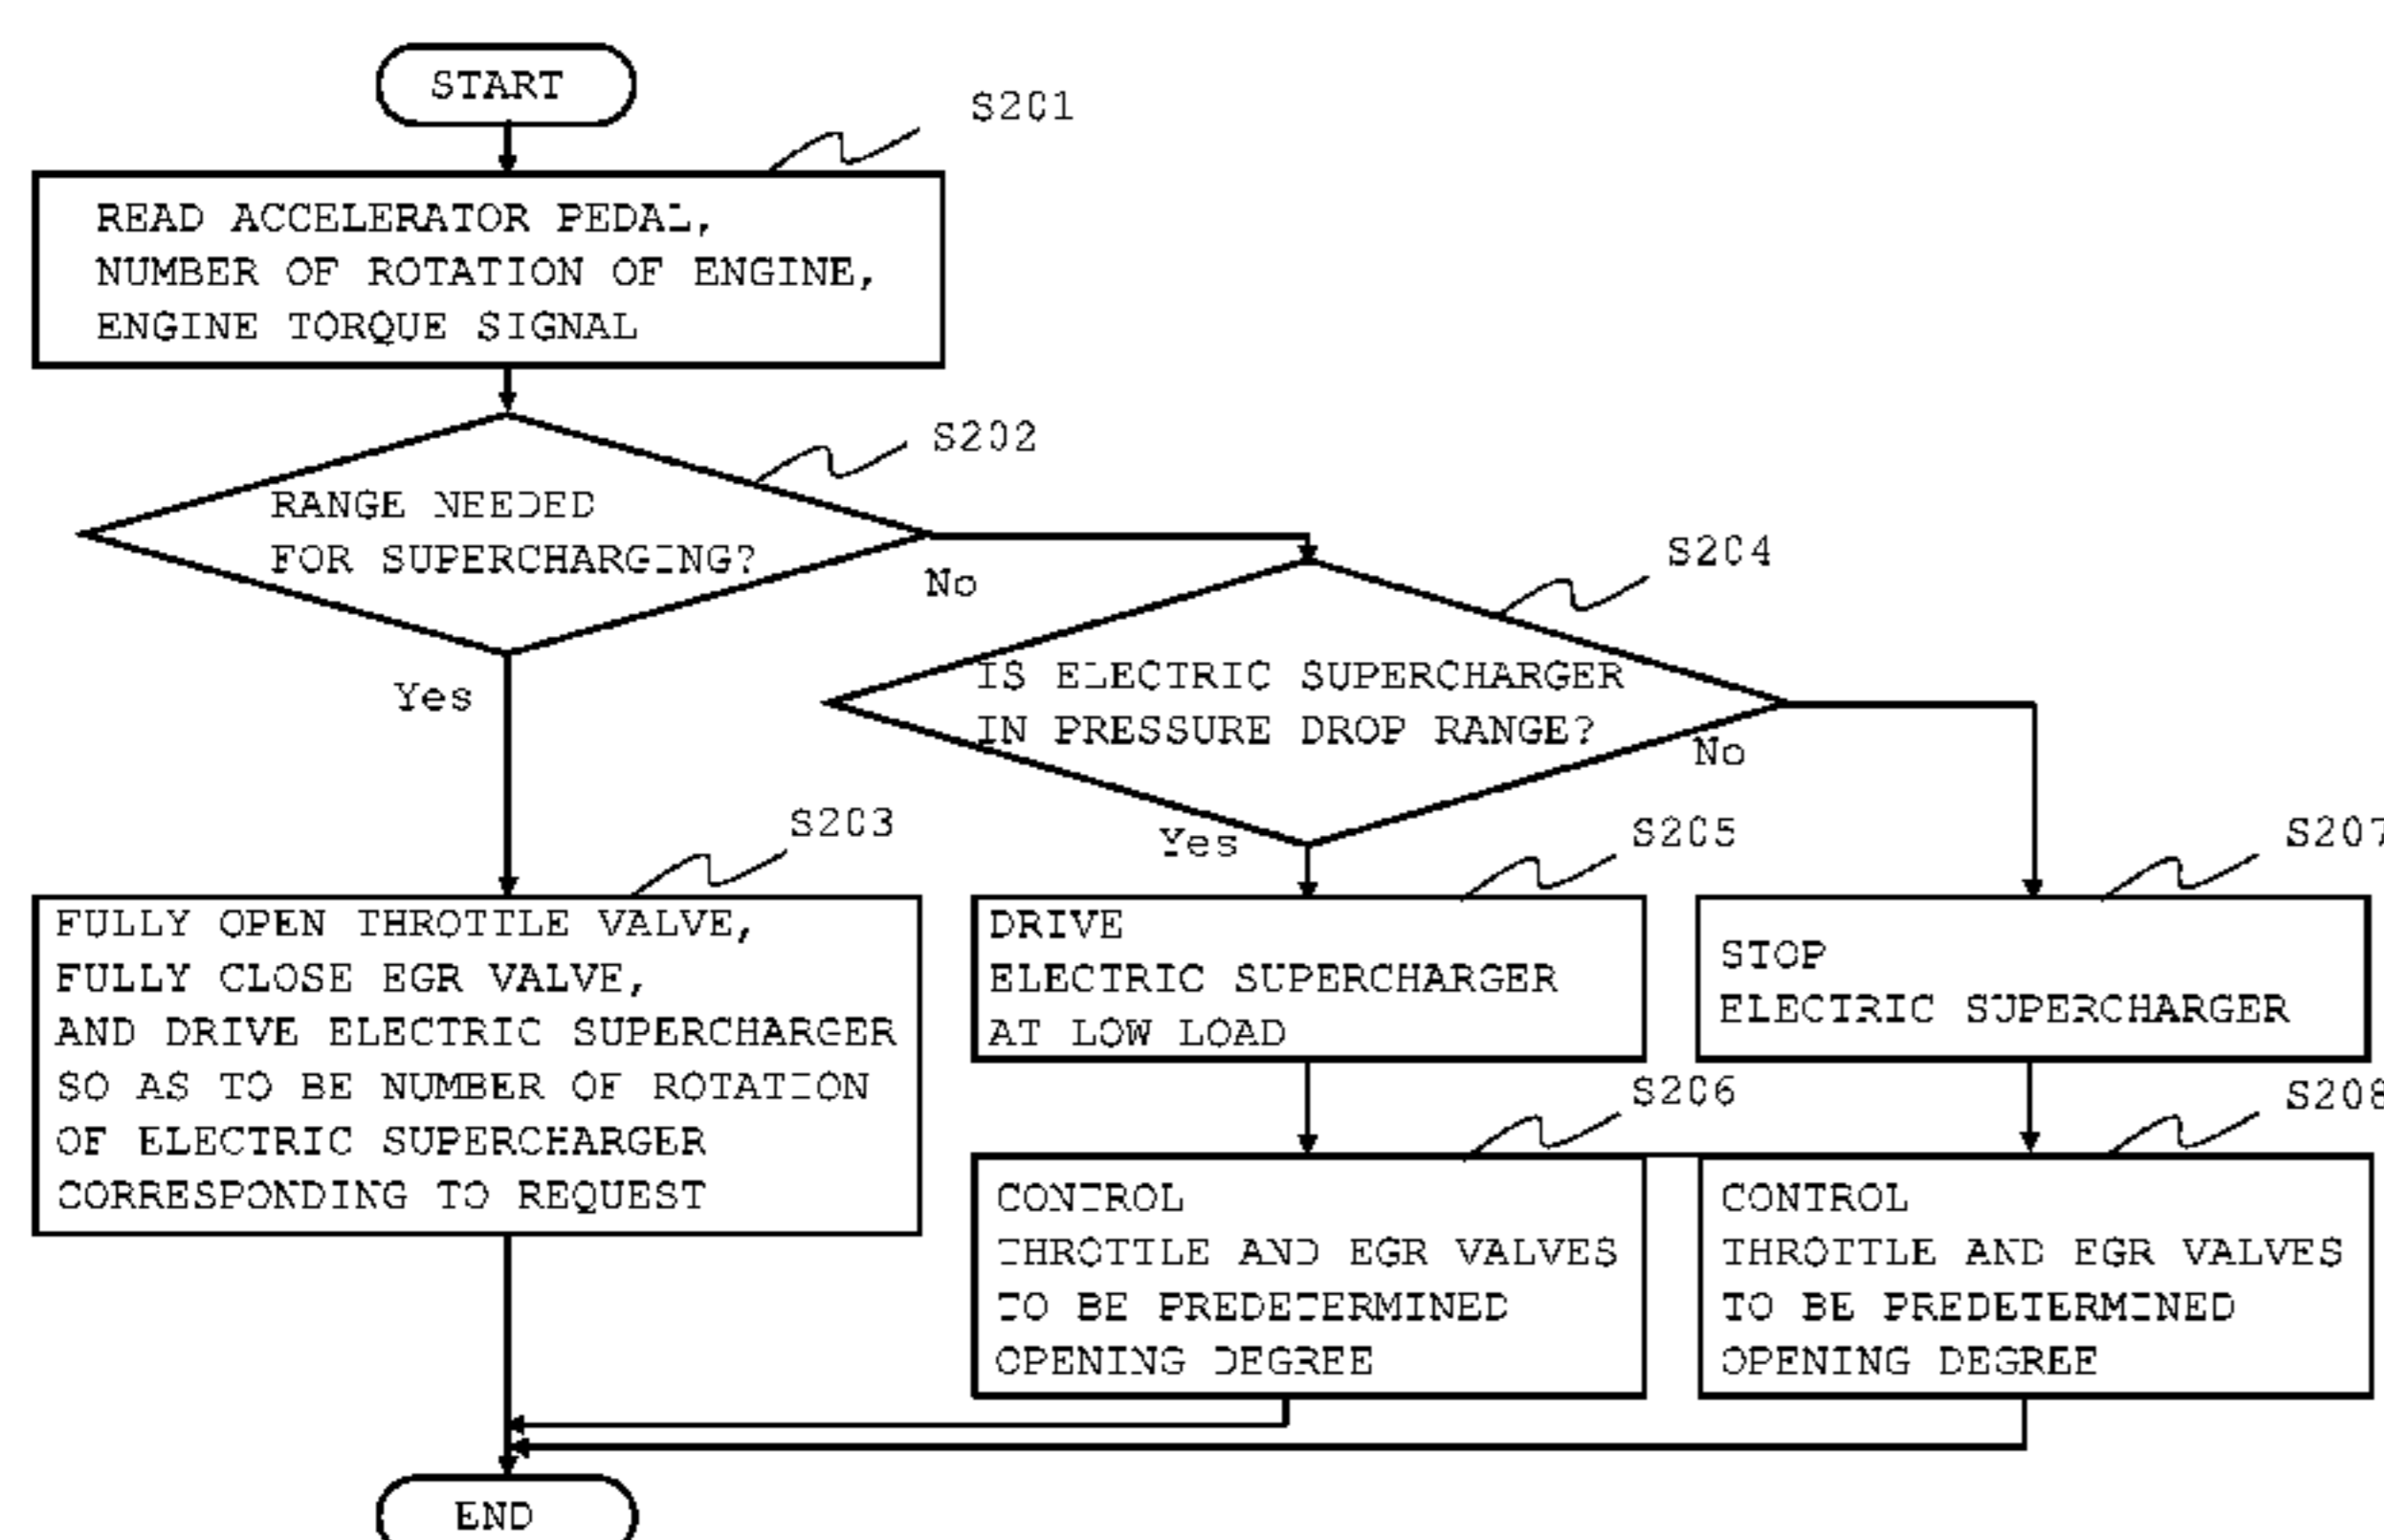 START
S201
READ ACCELERATOR PEDAL,
NUMBER OF ROTATION OF ENGINE,
ENGINE TORQUE SIGNAL
S202
RANGE NEEDED
FOR SUPERCHARGING?
No
Yes
S204
IS ELECTRIC SUPERCHARGER
IN PRESSURE DROP RANGE?
No
Yes
S203
FULLY OPEN THROTTLE VALVE,
FULLY CLOSE EGR VALVE,
AND DRIVE ELECTRIC SUPERCHARGER
SO AS TO BE NUMBER OF ROTATION
OF ELECTRIC SUPERCHARGER
CORRESPONDING TO REQUEST
S205
DRIVE
ELECTRIC SUPERCHARGER
AT LOW LOAD
S207
STOP
ELECTRIC SUPERCHARGER
S206
CONTROL
THROTTLE AND EGR VALVES
TO BE PREDETERMINED
OPENING DEGREE
S208
CONTROL
THROTTLE AND EGR VALVES
TO BE PREDETERMINED
OPENING DEGREE
END